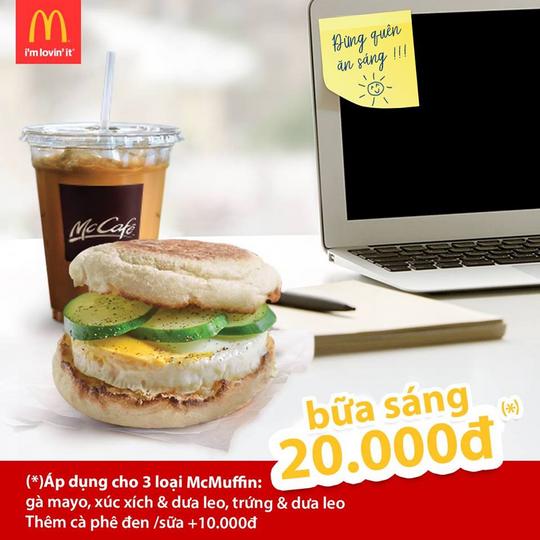 i'm lovin' it®
Đừng quên
ăn sáng !!!
McCafé
bữa sáng
20.000đ (*)
(*)Áp dụng cho 3 loại McMuffin:
gà mayo, xúc xích & dưa leo, trứng & dưa leo
Thêm cà phê đen /sữa +10.000đ